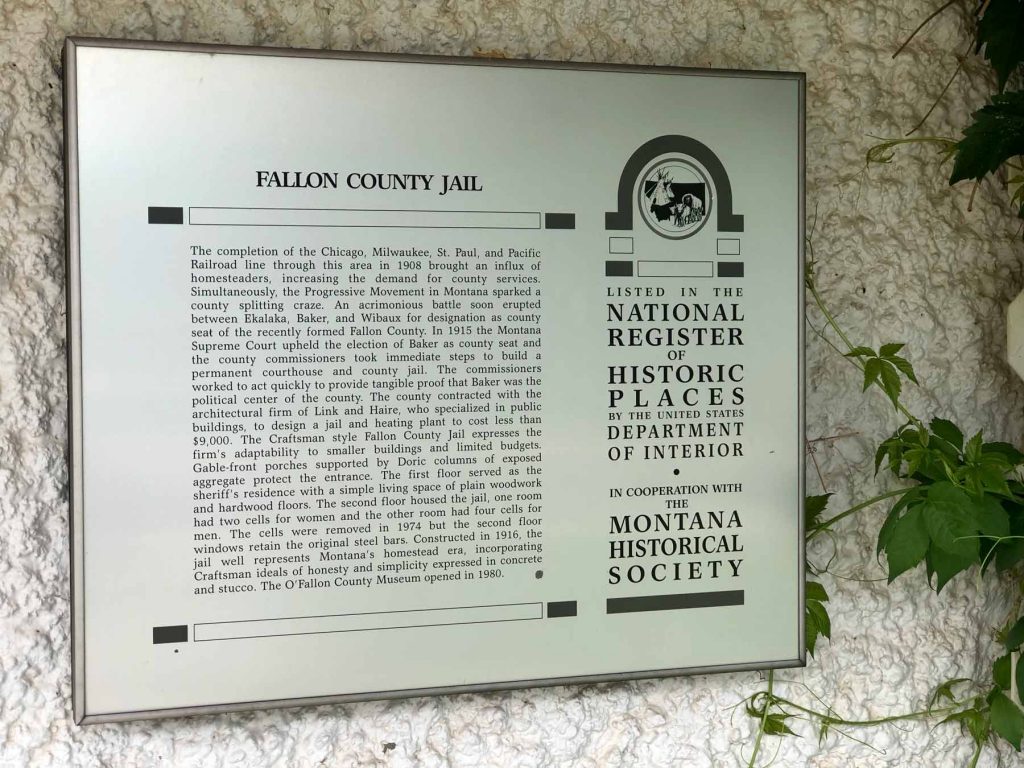 FALLON COUNTY JAIL
The completion of the Chicago, Milwaukee, St. Paul, and Pacific
Railroad line through this area in 1908 brought an influx of
homesteaders, increasing the demand for county services.
Simultaneously, the Progressive Movement in Montana sparked a
county splitting craze. An acrimonious battle soon erupted
between Ekalaka, Baker, and Wibaux for designation as county
seat of the recently formed Fallon County. In 1915 the Montana
Supreme Court upheld the election of Baker as county seat and
the county commissioners took immediate steps to build a
permanent courthouse and county jail. The commissioners
worked to act quickly to provide tangible proof that Baker was the
political center of the county. The county contracted with the
architectural firm of Link and Haire, who specialized in public
buildings, to design a jail and heating plant to cost less than
$9,000. The Craftsman style Fallon County Jail expresses the
firm's adaptability to smaller buildings and limited budgets.
Gable-front porches supported by Doric columns of exposed
aggregate protect the entrance. The first floor served as the
sheriff's residence with a simple living space of plain woodwork
and hardwood floors. The second floor housed the jail, one room
had two cells for women and the other room had four cells for
men. The cells were removed in 1974 but the second floor
windows retain the original steel bars. Constructed in 1916, the
jail well represents Montana's homestead era, incorporating
Craftsman ideals of honesty and simplicity expressed in concrete
and stucco. The O'Fallon County Museum opened in 1980.
LISTED IN THE
NATIONAL
REGISTER
OF
HISTORIC
PLACES
BY THE UNITED STATES
DEPARTMENT
OF INTERIOR
IN COOPERATION WITH
THE
MONTANA
HISTORICAL
SOCIETY